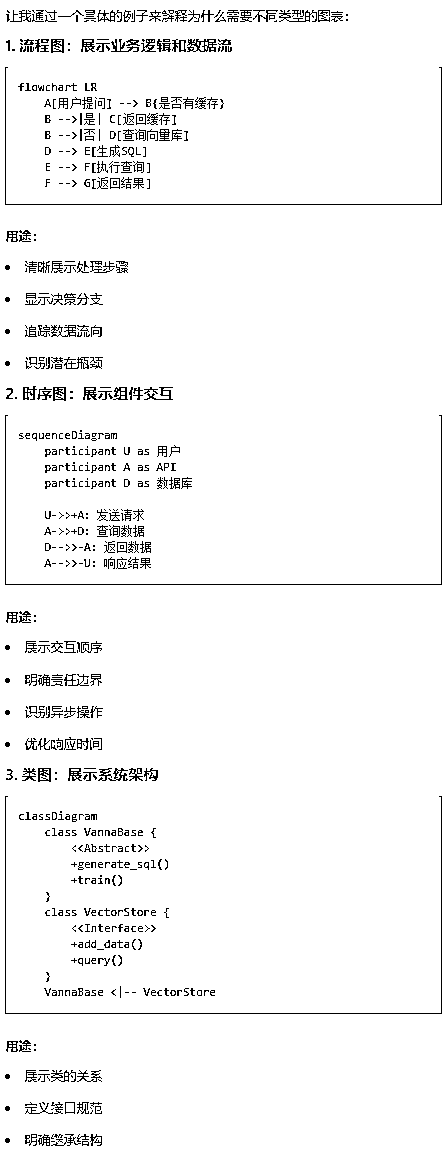 让我通过一个具体的例子来解释为什么需要不同类型的图表：
1. 流程图：展示业务逻辑和数据流
flowchart LR
    A[用户提问] --> B{是否有缓存}
    B -->|是| C[返回缓存]
    B -->|否| D[查询向量库]
    D --> E[生成SQL]
    E --> F[执行查询]
    F --> G[返回结果]
用途：
• 清晰展示处理步骤
• 显示决策分支
• 追踪数据流向
• 识别潜在瓶颈
2. 时序图：展示组件交互
sequenceDiagram
    participant U as 用户
    participant A as API
    participant D as 数据库
    U->>+A: 发送请求
    A->>+D: 查询数据
    D-->>-A: 返回数据
    A-->>-U: 响应结果
用途：
• 展示交互顺序
• 明确责任边界
• 识别异步操作
• 优化响应时间
3. 类图：展示系统架构
classDiagram
    class VannaBase {
        <<Abstract>>
        +generate_sql()
        +train()
    }
    class VectorStore {
        <<Interface>>
        +add_data()
        +query()
    }
    VannaBase <|-- VectorStore
用途：
• 展示类的关系
• 定义接口规范
• 明确继承结构